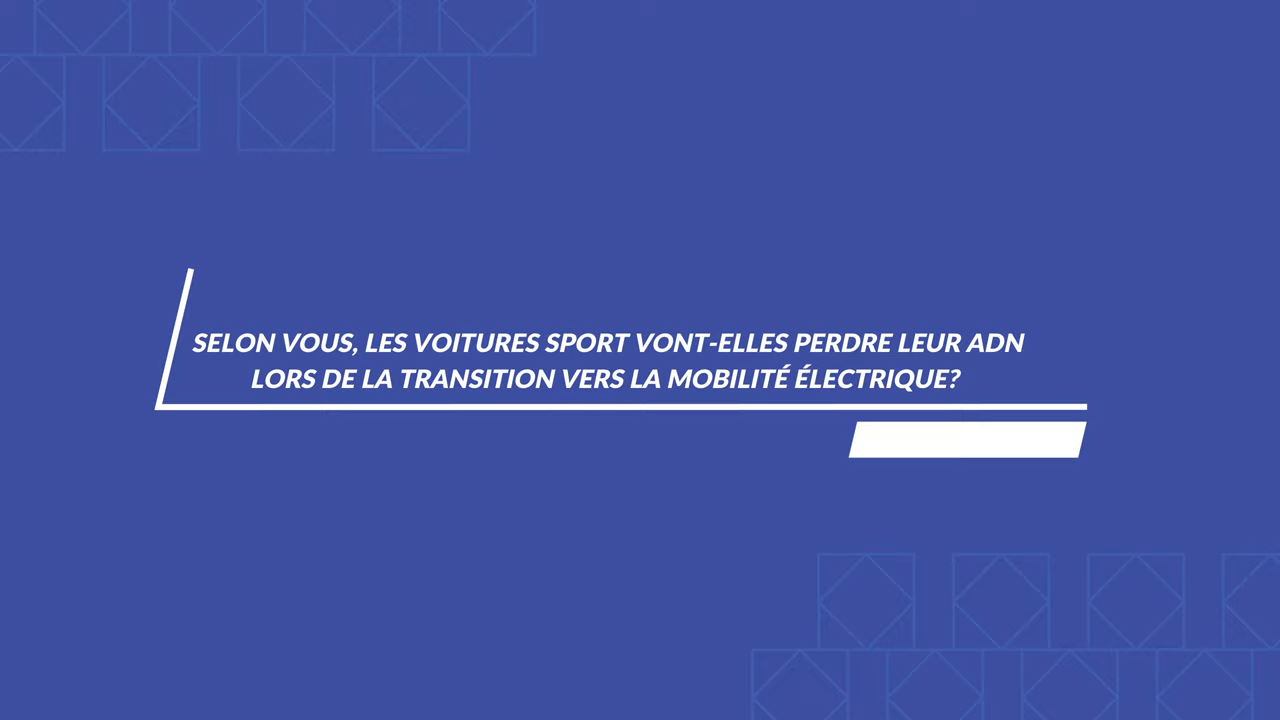 SELON VOUS, LES VOITURES SPORT VONT-ELLES PERDRE LEUR ADN
LORS DE LA TRANSITION VERS LA MOBILITÉ ÉLECTRIQUE?